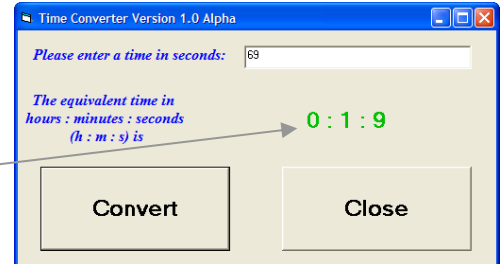 Time Converter Version 1.0 Alpha
Please enter a time in seconds:
69
The equivalent time in
hours : minutes : seconds
(h : m : s) is
0 : 1 : 9
Convert
Close